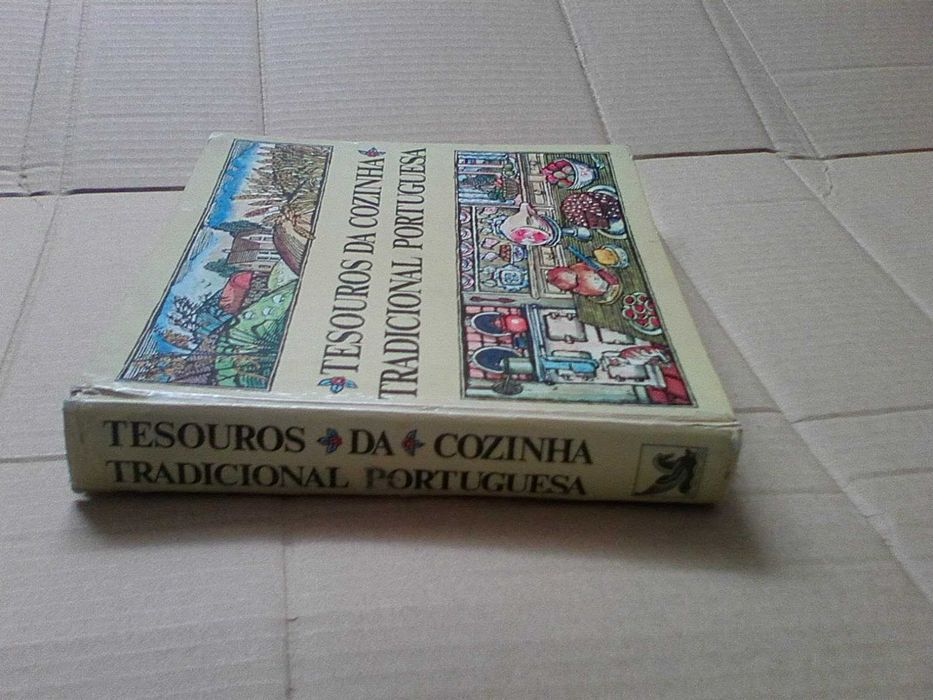 TESOUROS DA COZINHA
TRADICIONAL PORTUGUESA
TESOUROS DA COZINHA
TRADICIONAL PORTUGUESA